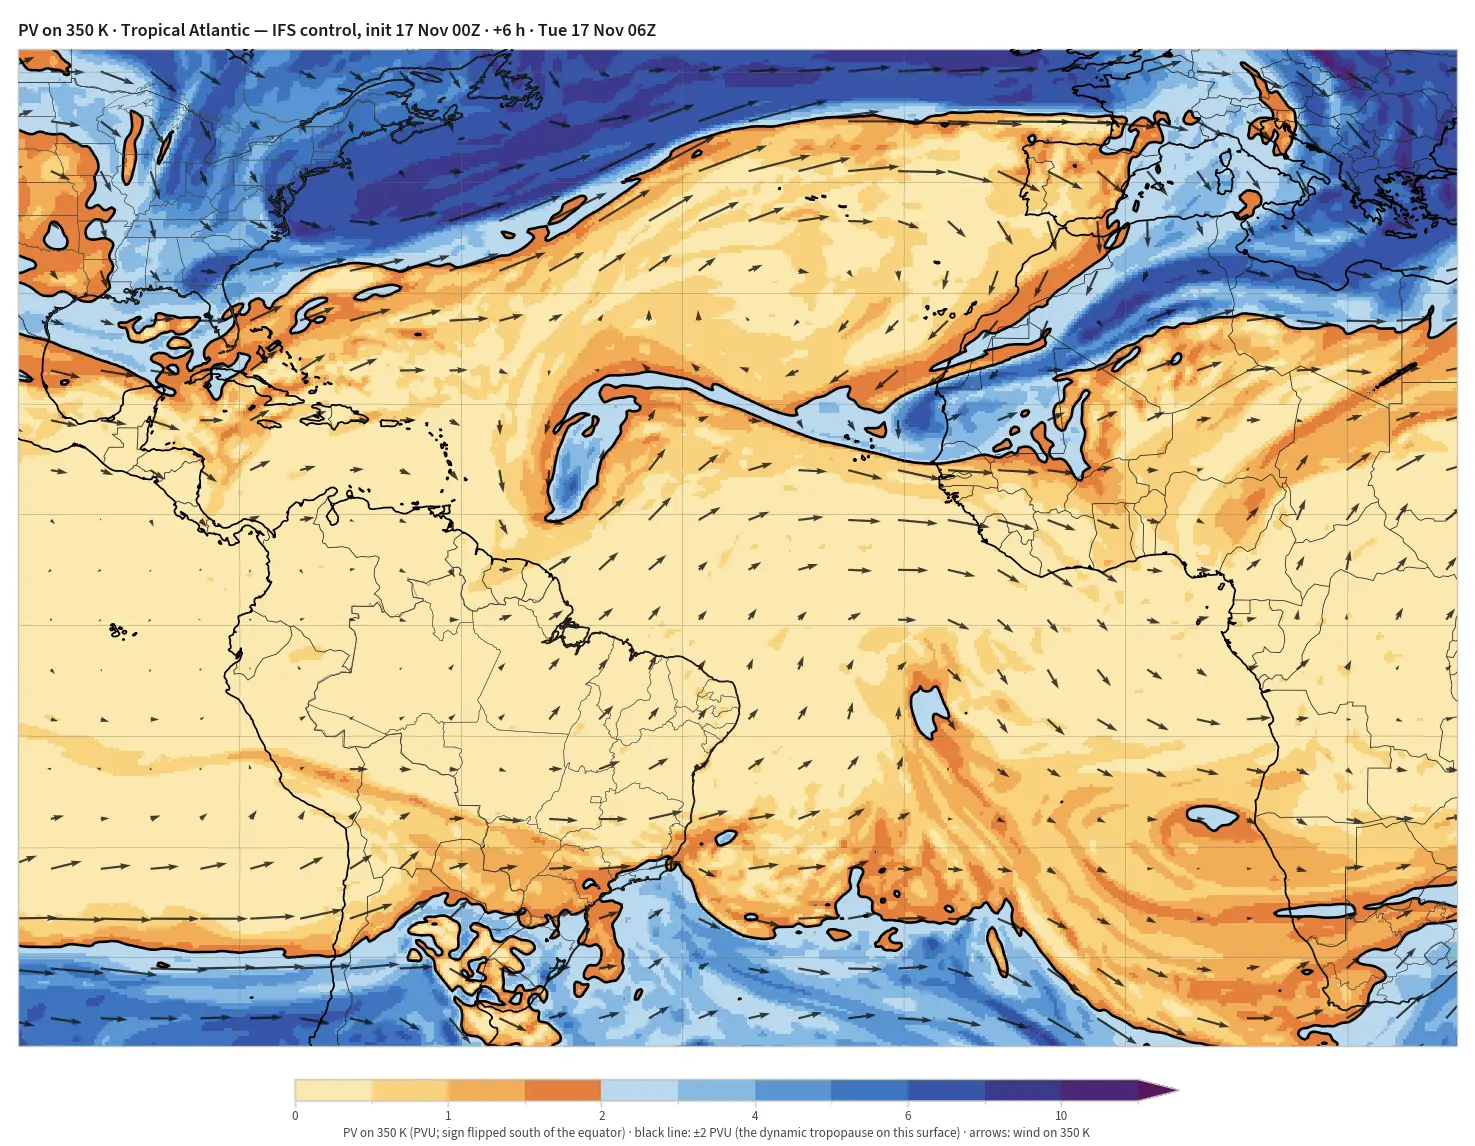 PV on 350 K · Tropical Atlantic — IFS control, init 17 Nov 00Z · +6 h · Tue 17 Nov 06Z
0 1 2 4 6 10
PV on 350 K (PVU; sign flipped south of the equator) · black line: ±2 PVU (the dynamic tropopause on this surface) · arrows: wind on 350 K